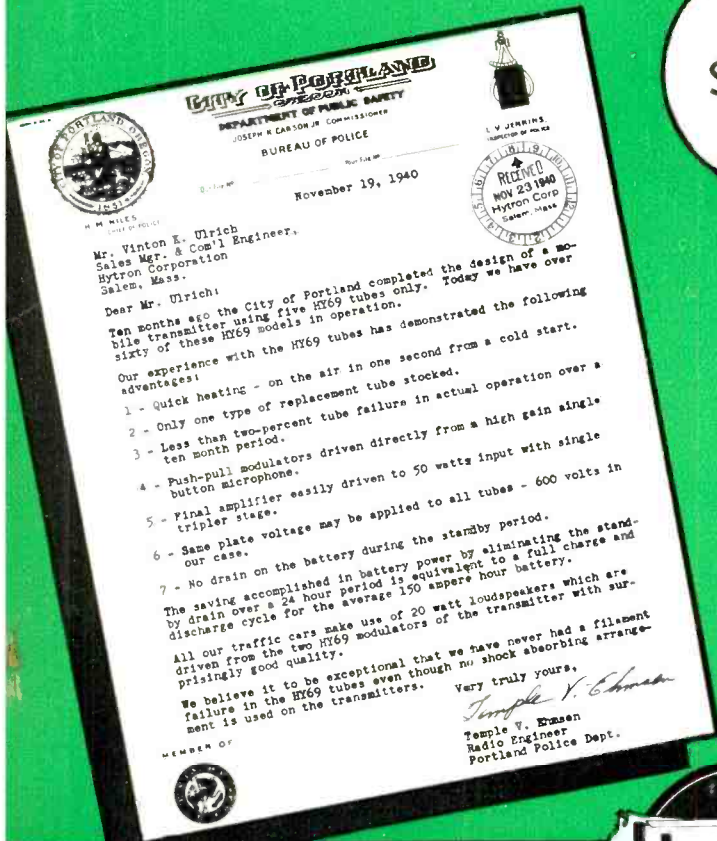 CITY OF PORTLAND
OREGON
DEPARTMENT OF PUBLIC SAFETY
JOSEPH K CARSON JR COMMISSIONER
BUREAU OF POLICE
CITY OF PORTLAND OREGON
H. M. NILES
CHIEF OF POLICE
L. V. JENKINS,
INSPECTOR OF POLICE
November 19, 1940
RECEIVED
NOV 23 1940
Hytron Corp
Salem, Mass
Mr. Vinton K. Ulrich
Sales Mgr. & Com'l Engineer,
Hytron Corporation
Salem, Mass.
Dear Mr. Ulrich:
Ten months ago the City of Portland completed the design of a mo-
bile transmitter using five HY69 tubes only. Today we have over
sixty of these HY69 models in operation.
Our experience with the HY69 tubes has demonstrated the following
advantages:
1 - Quick heating - on the air in one second from a cold start.
2 - Only one type of replacement tube stocked.
3 - Less than two-percent tube failure in actual operation over a
ten month period.
4 - Push-pull modulators driven directly from a high gain single
button microphone.
5 - Final amplifier easily driven to 50 watts input with single
tripler stage.
6 - Same plate voltage may be applied to all tubes - 600 volts in
our case.
7 - No drain on the battery during the standby period.
The saving accomplished in battery power by eliminating the stand-
by drain over a 24 hour period is equivalent to a full charge and
discharge cycle for the average 150 ampere hour battery.
All our traffic cars make use of 20 watt loudspeakers which are
driven from the two HY69 modulators of the transmitter with sur-
prisingly good quality.
We believe it to be exceptional that we have never had a filament
failure in the HY69 tubes even though no shock absorbing arrange-
ment is used on the transmitters.
Very truly yours,
Temple V. Ehmsen
Temple V. Ehmsen
Radio Engineer
Portland Police Dept.
MEMBER OF